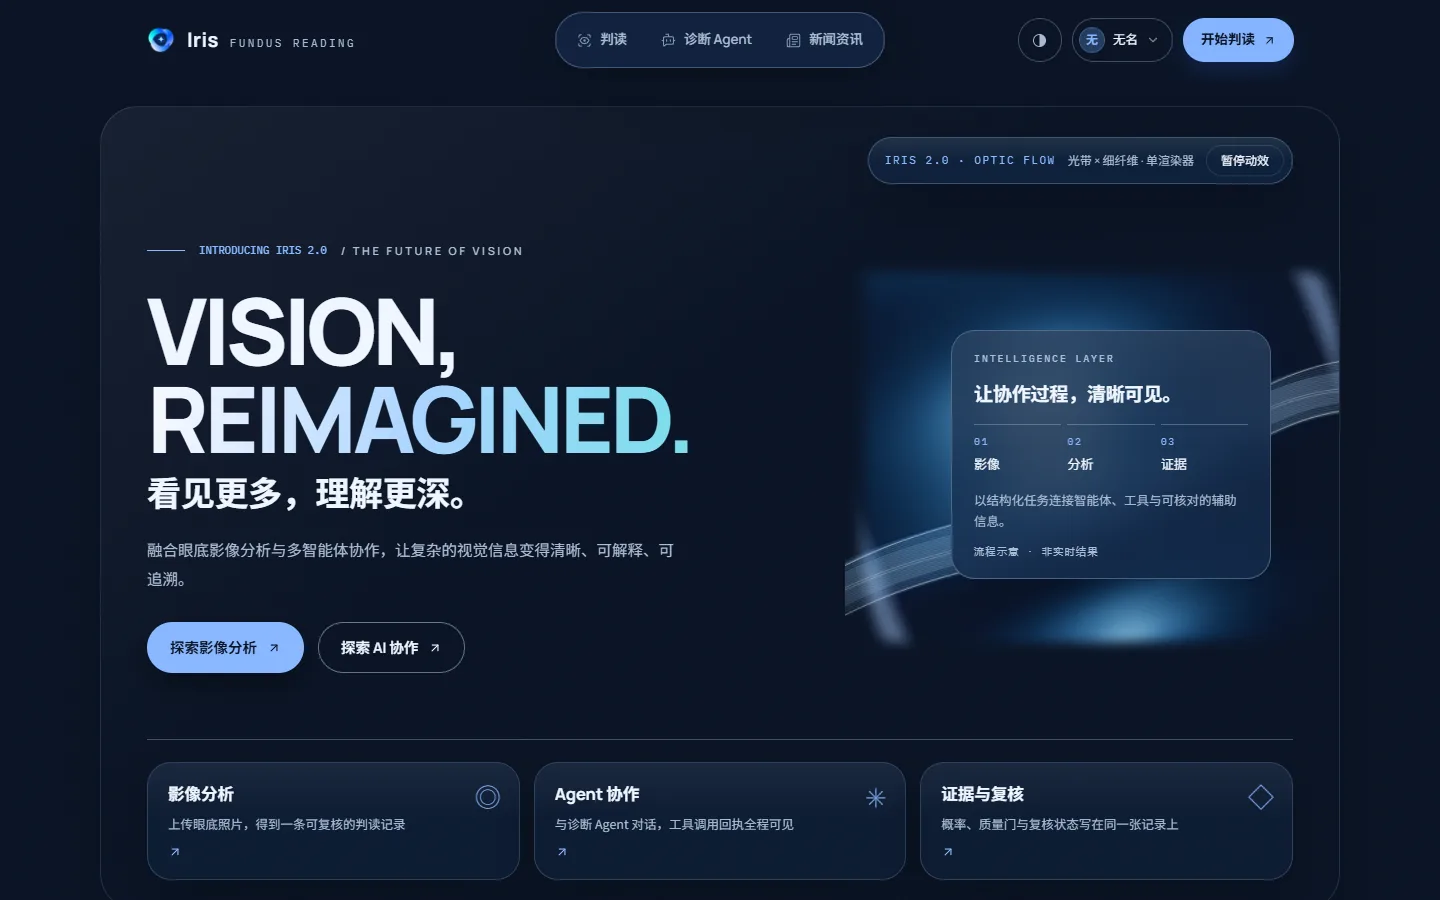 Iris FUNDUS READING
判读
诊断 Agent
新闻资讯
无 无名
开始判读
IRIS 2.0 · OPTIC FLOW 光带 × 细纤维 · 单渲染器 暂停动效
INTRODUCING IRIS 2.0 / THE FUTURE OF VISION
VISION,
REIMAGINED.
看见更多，理解更深。
融合眼底影像分析与多智能体协作，让复杂的视觉信息变得清晰、可解释、可
追溯。
探索影像分析
探索 AI 协作
INTELLIGENCE LAYER
让协作过程，清晰可见。
01 02 03
影像 分析 证据
以结构化任务连接智能体、工具与可核对的辅助
信息。
流程示意 · 非实时结果
影像分析
上传眼底照片，得到一条可复核的判读记录
Agent 协作
与诊断 Agent 对话，工具调用回执全程可见
证据与复核
概率、质量门与复核状态写在同一张记录上